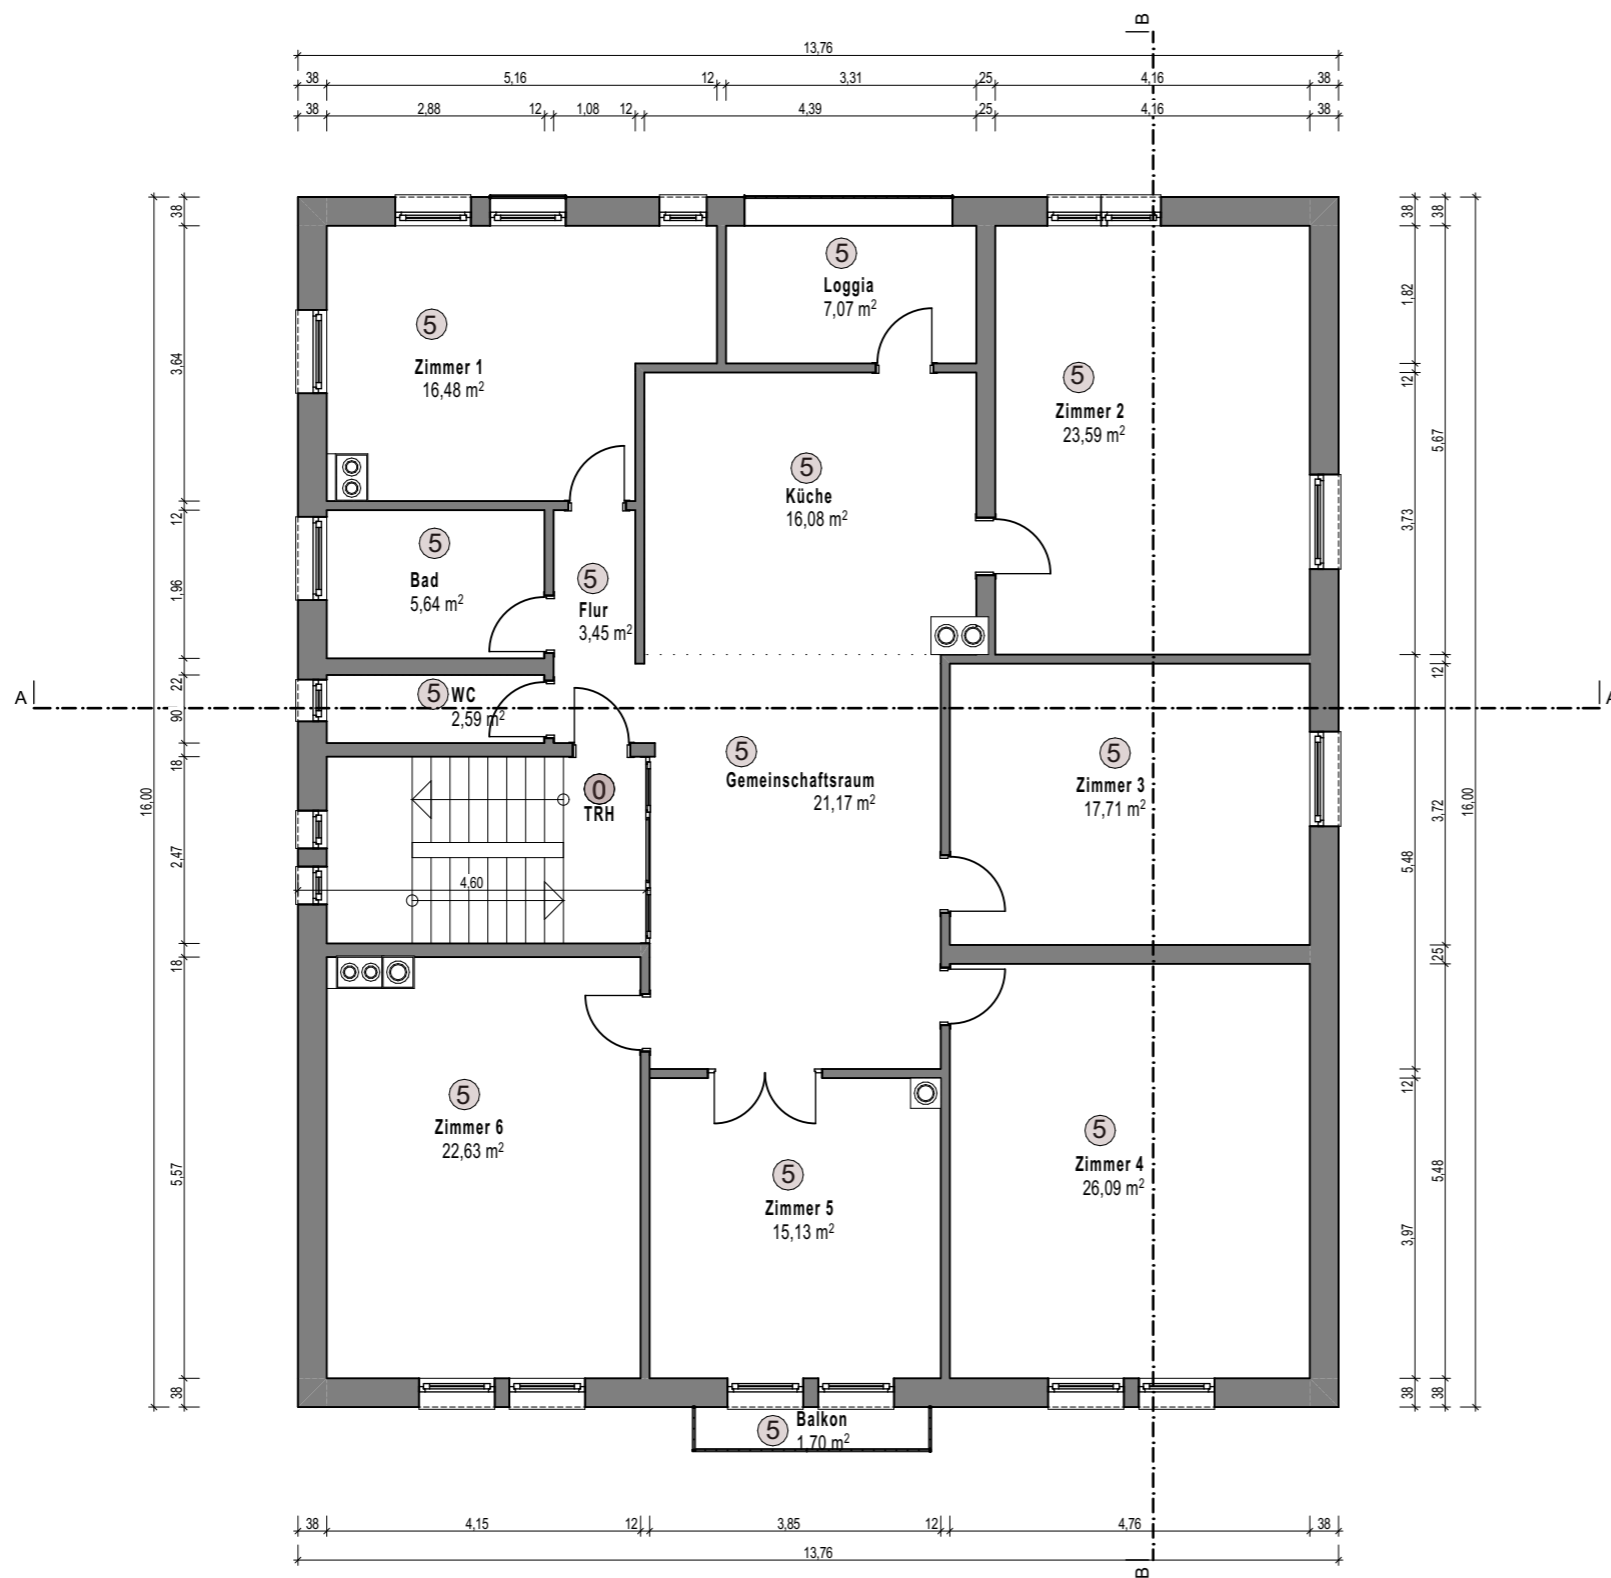 B
13,76
38 5,16 12 3,31 25 4,16 38
38 2,88 12 1,08 12 4,39 25 4,16 38
38
38
38
5
Loggia
7,07 m²
1,82
5
Zimmer 1
16,48 m²
3,64
5
Zimmer 2
23,59 m²
12
5,67
5
Küche
16,08 m²
12
3,73
5
Bad
5,64 m²
1,96
5
Flur
3,45 m²
12
22
5 WC
2,59 m²
A
A
90
18
5
Gemeinschaftsraum
21,17 m²
5
Zimmer 3
17,71 m²
0
TRH
16,00
16,00
3,72
2,47
5,48
4,60
25
18
5
Zimmer 6
22,63 m²
12
5
Zimmer 4
26,09 m²
5,57
5,48
5
Zimmer 5
15,13 m²
3,97
38
38
38
5 Balkon
1,70 m²
38 4,15 12 3,85 12 4,76 38
13,76
B